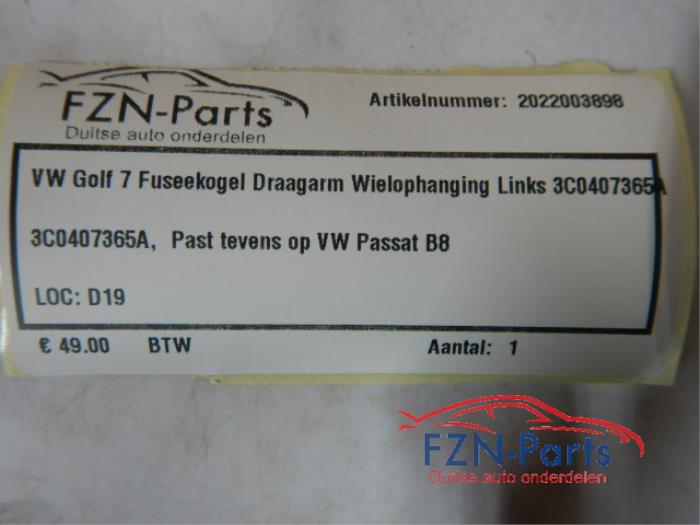 FZN-Parts
Duitse auto onderdelen
Artikelnummer: 2022003898
VW Golf 7 Fuseekogel Draagarm Wielophanging Links 3C0407365A
3C0407365A, Past tevens op VW Passat B8
LOC: D19
€ 49.00 BTW Aantal: 1
FZN-Parts
Duitse auto onderdelen